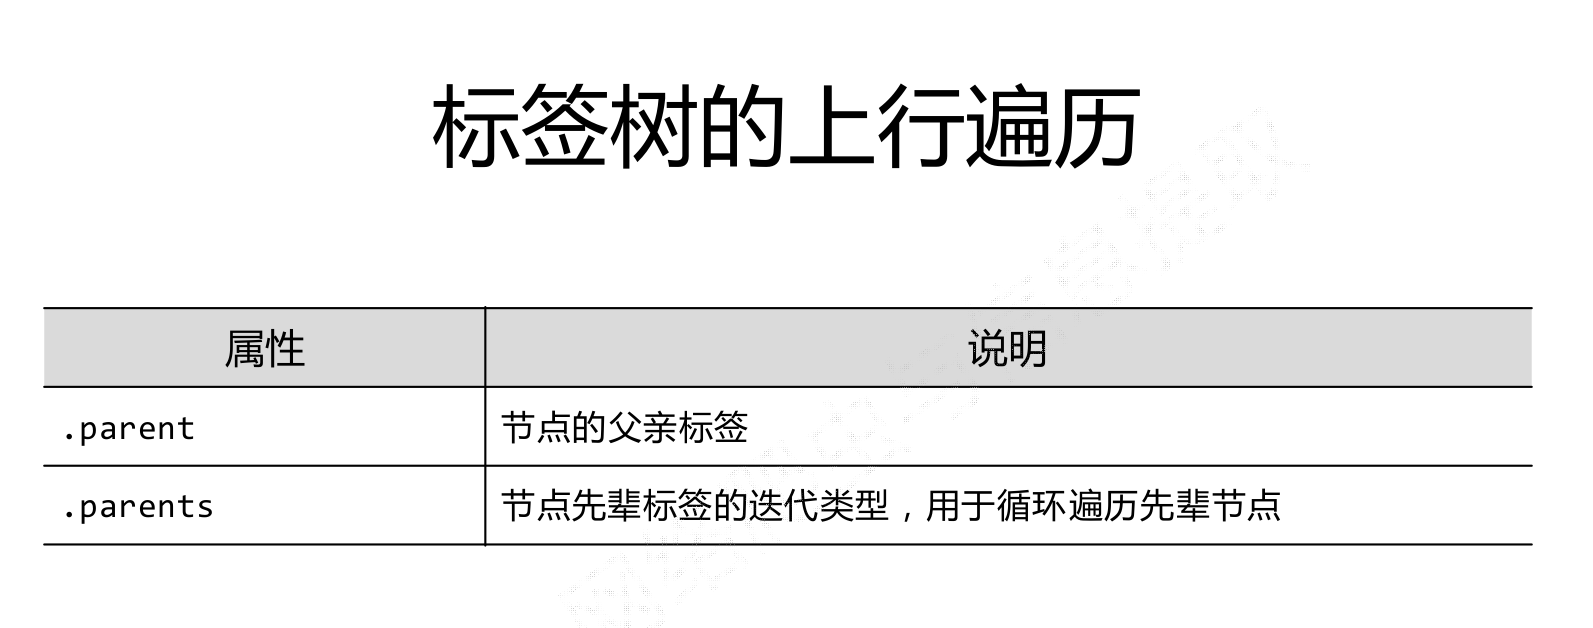 标签树的上行遍历
属性 说明
.parent 节点的父亲标签
.parents 节点先辈标签的迭代类型，用于循环遍历先辈节点